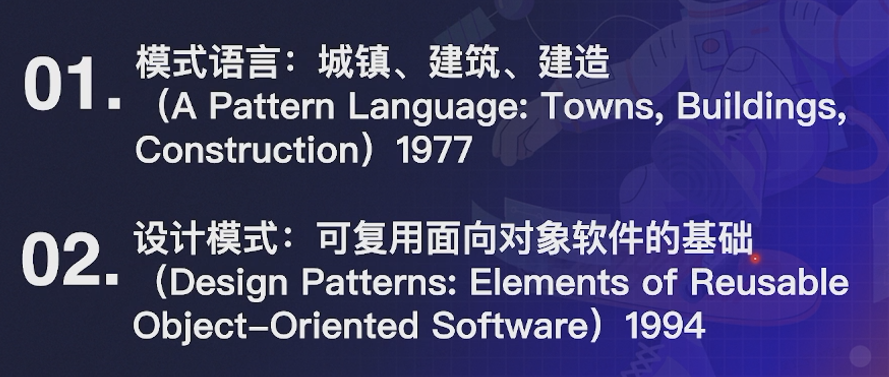 01.
模式语言：城镇、建筑、建造
（A Pattern Language: Towns, Buildings,
Construction）1977
02.
设计模式：可复用面向对象软件的基础
（Design Patterns: Elements of Reusable
Object-Oriented Software）1994